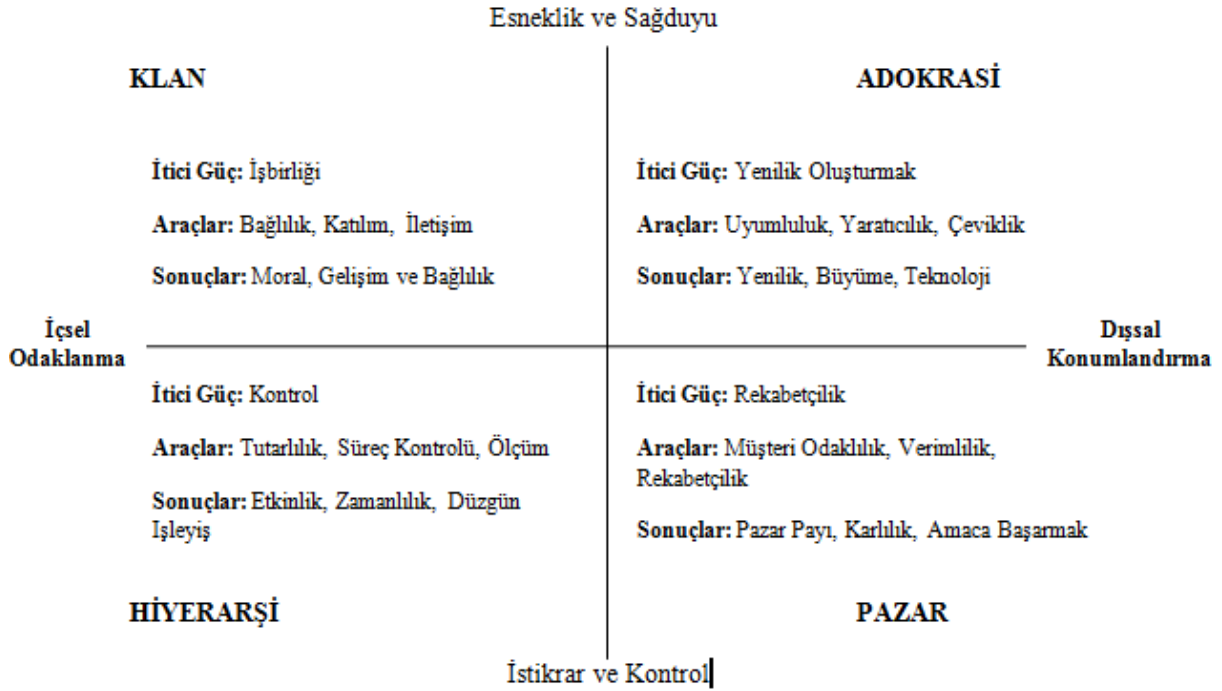 Esneklik ve Sağduyu
KLAN
ADOKRASİ
İtici Güç: İşbirliği
Araçlar: Bağlılık, Katılım, İletişim
Sonuçlar: Moral, Gelişim ve Bağlılık
İtici Güç: Yenilik Oluşturmak
Araçlar: Uyumluluk, Yaratıcılık, Çeviklik
Sonuçlar: Yenilik, Büyüme, Teknoloji
İçsel
Odaklanma
Dışsal
Konumlandırma
İtici Güç: Kontrol
Araçlar: Tutarlılık, Süreç Kontrolü, Ölçüm
Sonuçlar: Etkinlik, Zamanlılık, Düzgün
Işleyiş
İtici Güç: Rekabetçilik
Araçlar: Müşteri Odaklılık, Verimlilik,
Rekabetçilik
Sonuçlar: Pazar Payı, Karlılık, Amaca Başarmak
HİYERARŞİ
PAZAR
İstikrar ve Kontrol